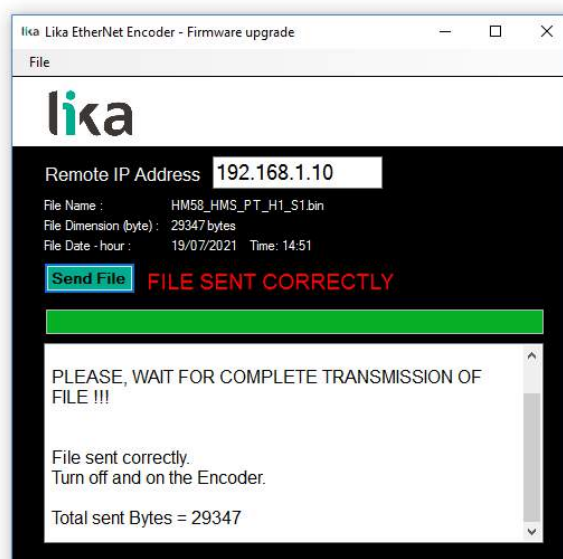 lika Lika EtherNet Encoder - Firmware upgrade
File
lika
Remote IP Address 192.168.1.10
File Name : HM58_HMS_PT_H1_S1.bin
File Dimension (byte) : 29347 bytes
File Date - hour : 19/07/2021 Time: 14:51
Send File FILE SENT CORRECTLY
PLEASE, WAIT FOR COMPLETE TRANSMISSION OF
FILE !!!
File sent correctly.
Turn off and on the Encoder.
Total sent Bytes = 29347